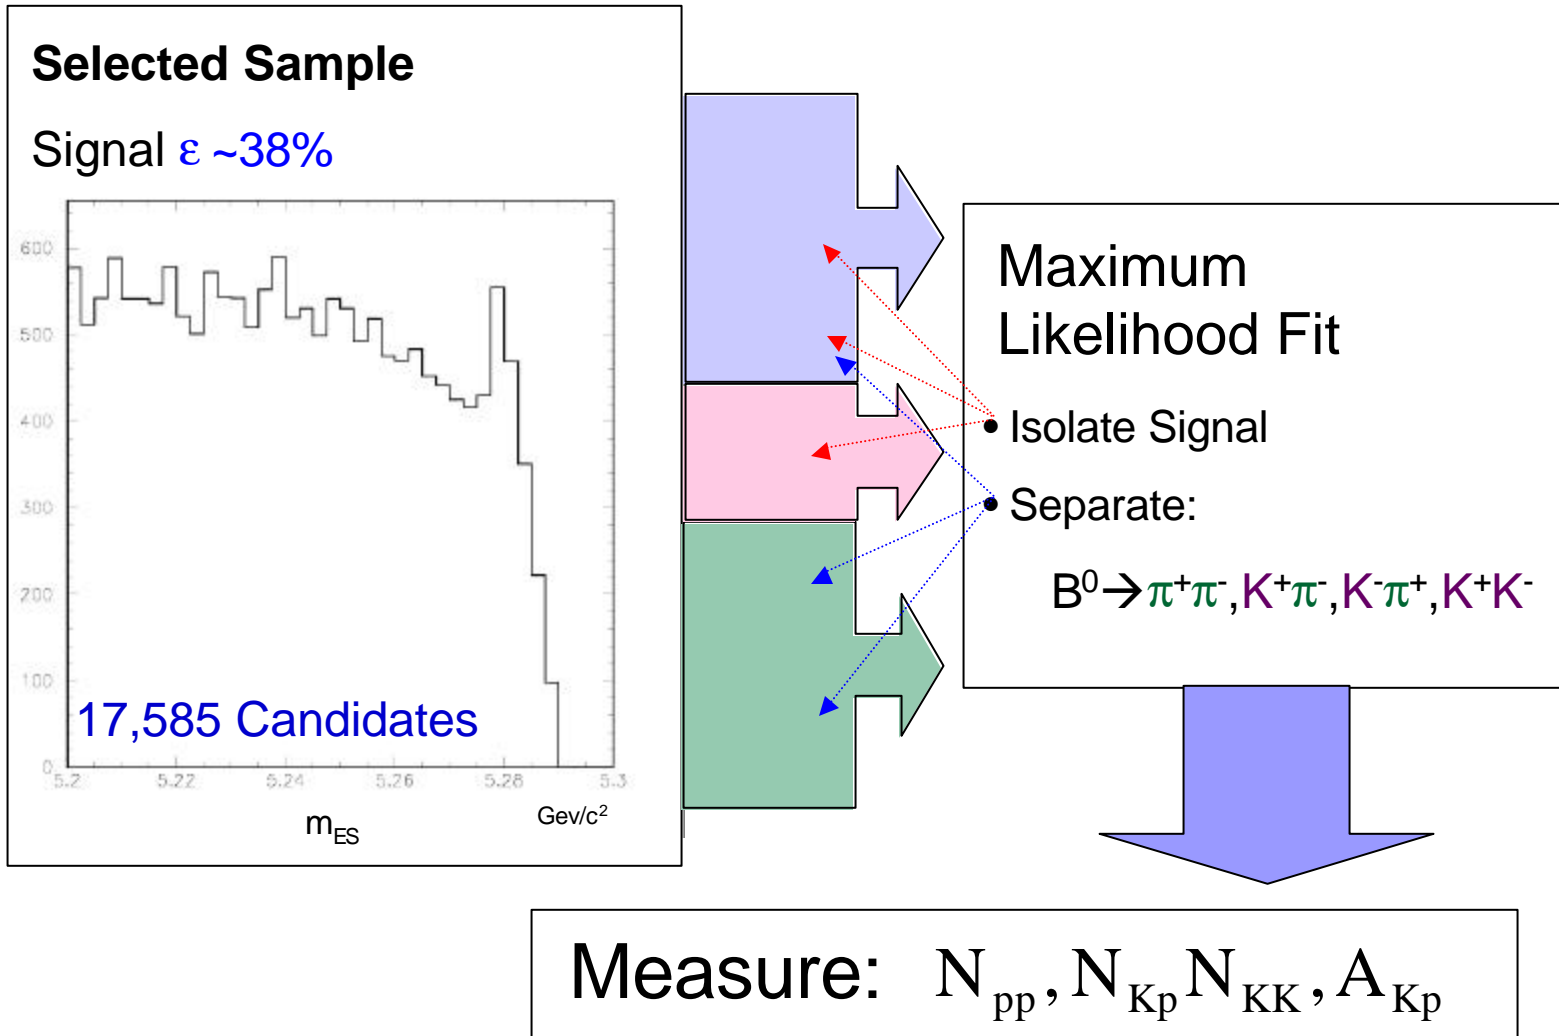 Selected Sample
Signal ε ~38%
600
500
400
300
200
100
0
17,585 Candidates
5.2 5.22 5.24 5.26 5.28 5.3
m_ES Gev/c²
Maximum
Likelihood Fit
• Isolate Signal
• Separate:
B⁰→π⁺π⁻,K⁺π⁻,K⁻π⁺,K⁺K⁻
Measure: N_pp, N_Kp N_KK, A_Kp